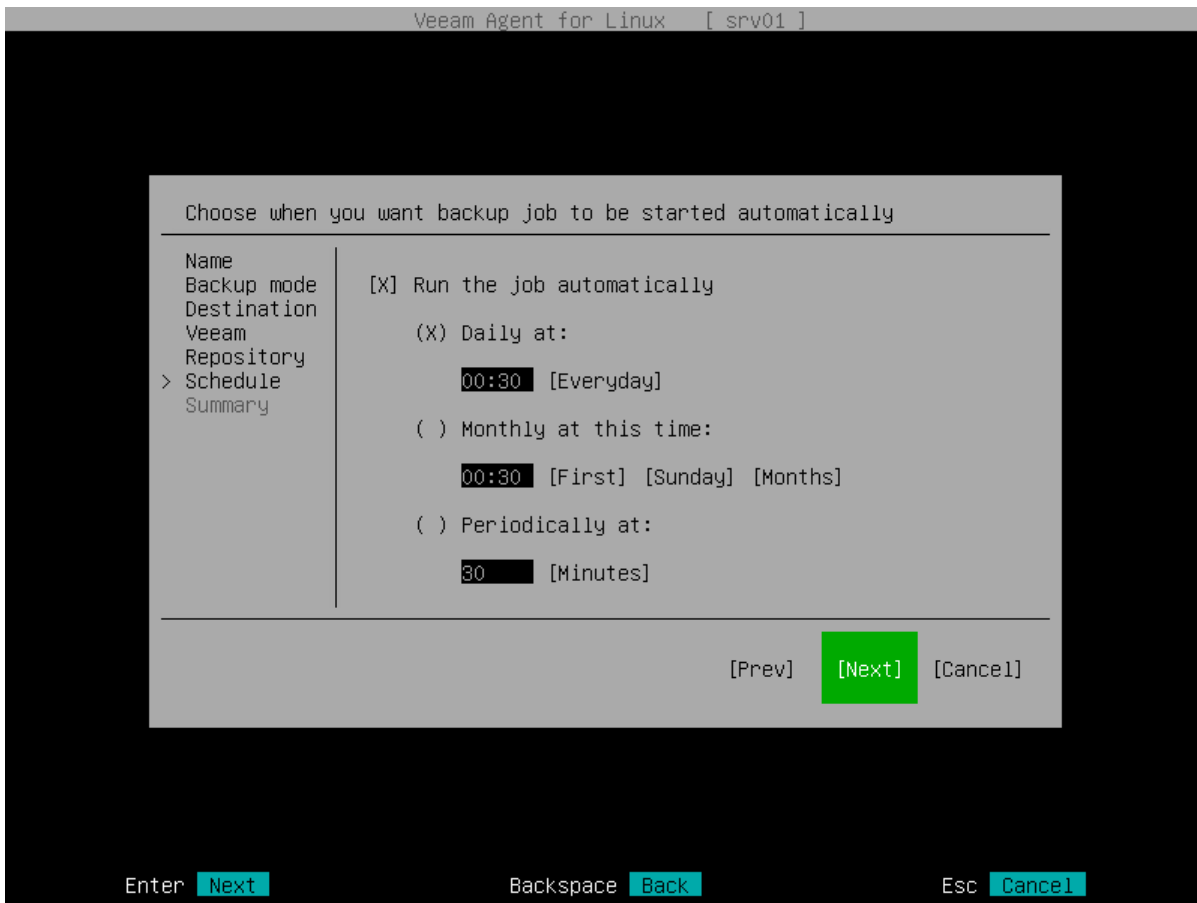 Veeam Agent for Linux [ srv01 ]
Choose when you want backup job to be started automatically
Name
Backup mode
Destination
Veeam
Repository
> Schedule
Summary
[X] Run the job automatically
(X) Daily at:
00:30 [Everyday]
( ) Monthly at this time:
00:30 [First] [Sunday] [Months]
( ) Periodically at:
30 [Minutes]
[Prev] [Next] [Cancel]
Enter Next Backspace Back Esc Cancel